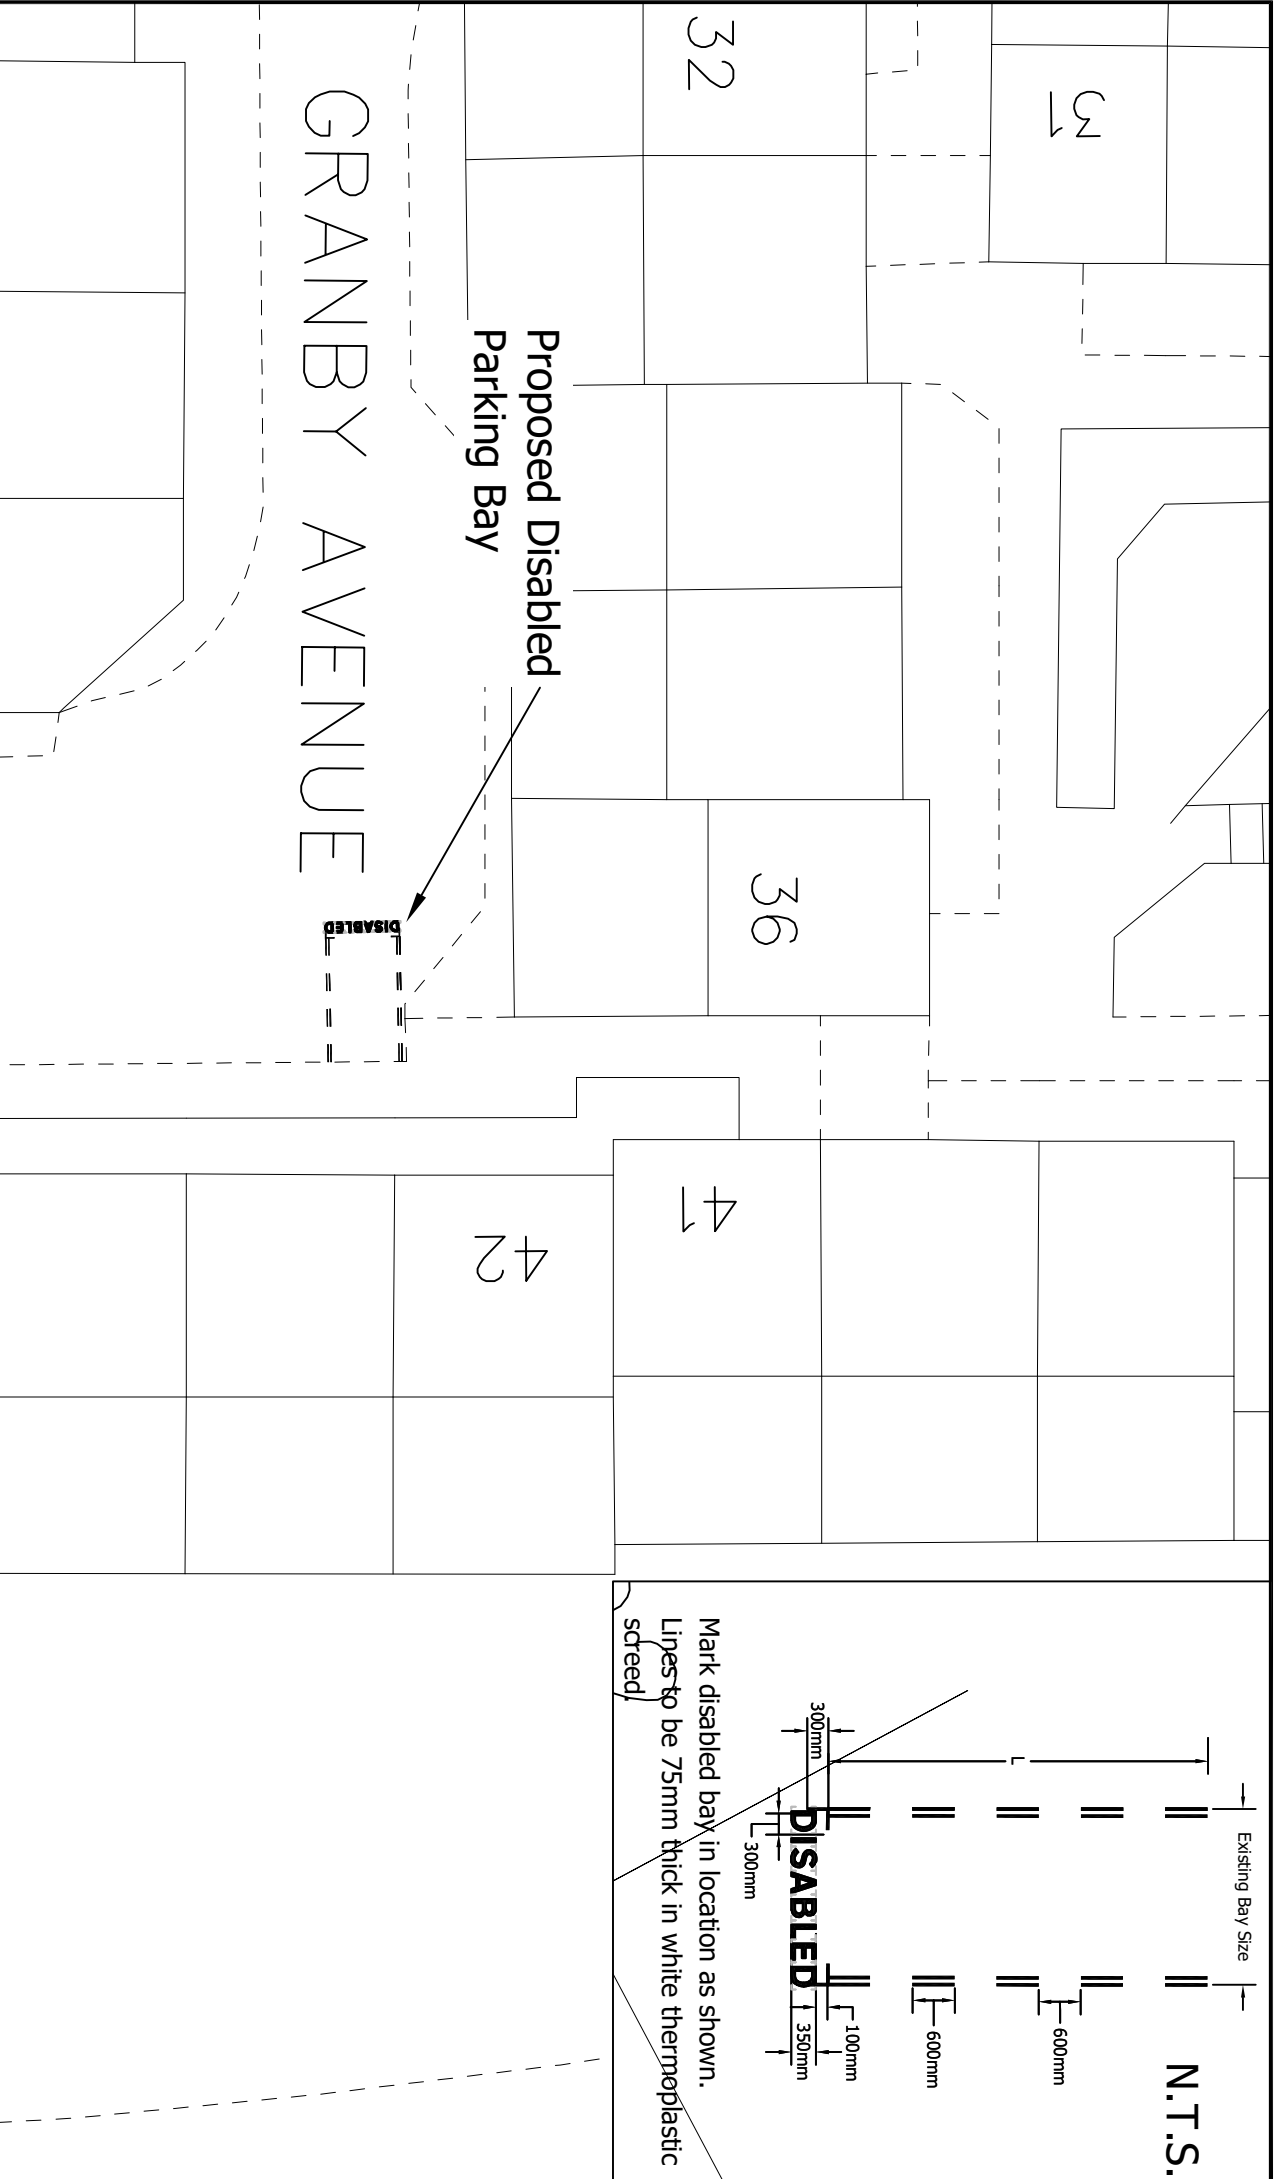 32
31
GRANBY AVENUE
Proposed Disabled
Parking Bay
DISABLED
36
41
42
N.T.S.
Existing Bay Size
L
600mm
600mm
300mm
100mm
DISABLED
350mm
300mm
Mark disabled bay in location as shown.
Lines to be 75mm thick in white thermoplastic
screed.